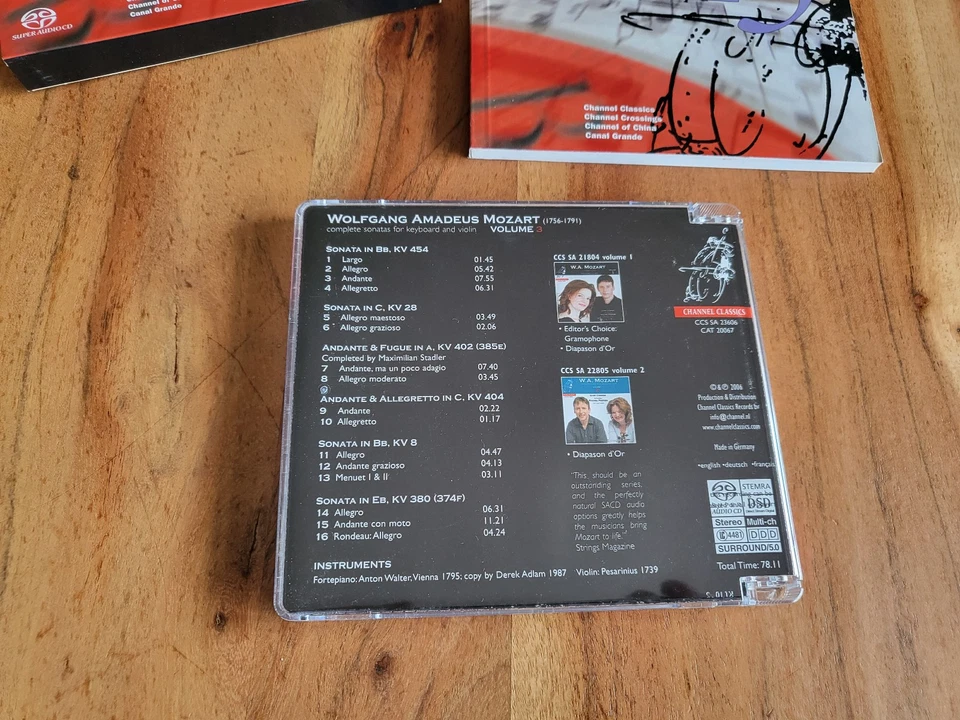 SUPER AUDIO CD
Channel of
Canal Grande
Channel Classics
Channel Crossings
Channel of China
Canal Grande
WOLFGANG AMADEUS MOZART (1756-1791)
complete sonatas for keyboard and violin VOLUME 3
SONATA IN Bb, KV 454
1 Largo 01.45
2 Allegro 05.42
3 Andante 07.55
4 Allegretto 06.31
SONATA IN C, KV 28
5 Allegro maestoso 03.49
6 Allegro grazioso 02.06
ANDANTE & FUGUE IN A, KV 402 (385E)
Completed by Maximilian Stadler
7 Andante, ma un poco adagio 07.40
8 Allegro moderato 03.45
ANDANTE & ALLEGRETTO IN C, KV 404
9 Andante 02.22
10 Allegretto 01.17
SONATA IN Bb, KV 8
11 Allegro 04.47
12 Andante grazioso 04.13
13 Menuet I & II 03.11
SONATA IN Eb, KV 380 (374F)
14 Allegro 06.31
15 Andante con moto 11.21
16 Rondeau: Allegro 04.24
INSTRUMENTS
Fortepiano: Anton Walter, Vienna 1795; copy by Derek Adlam 1987 Violin: Pesarinius 1739
CCS SA 21804 volume 1
W.A. MOZART
• Editor's Choice:
Gramophone
• Diapason d'Or
CCS SA 22805 volume 2
W.A. MOZART
• Diapason d'Or
"This should be an
outstanding series,
and the perfectly
natural SACD audio
options greatly helps
the musicians bring
Mozart to life."
Strings Magazine
CHANNEL CLASSICS
CCS SA 23606
CAT 20067
©&℗ 2006
Production & Distribution
Channel Classics Records bv
info@channel.nl
www.channelclassics.com
Made in Germany
•english •deutsch •français
STEMRA
AUDIO CD DSD
Stereo Multi-ch
4481 DDD
SURROUND/5.0
Total Time: 78.11